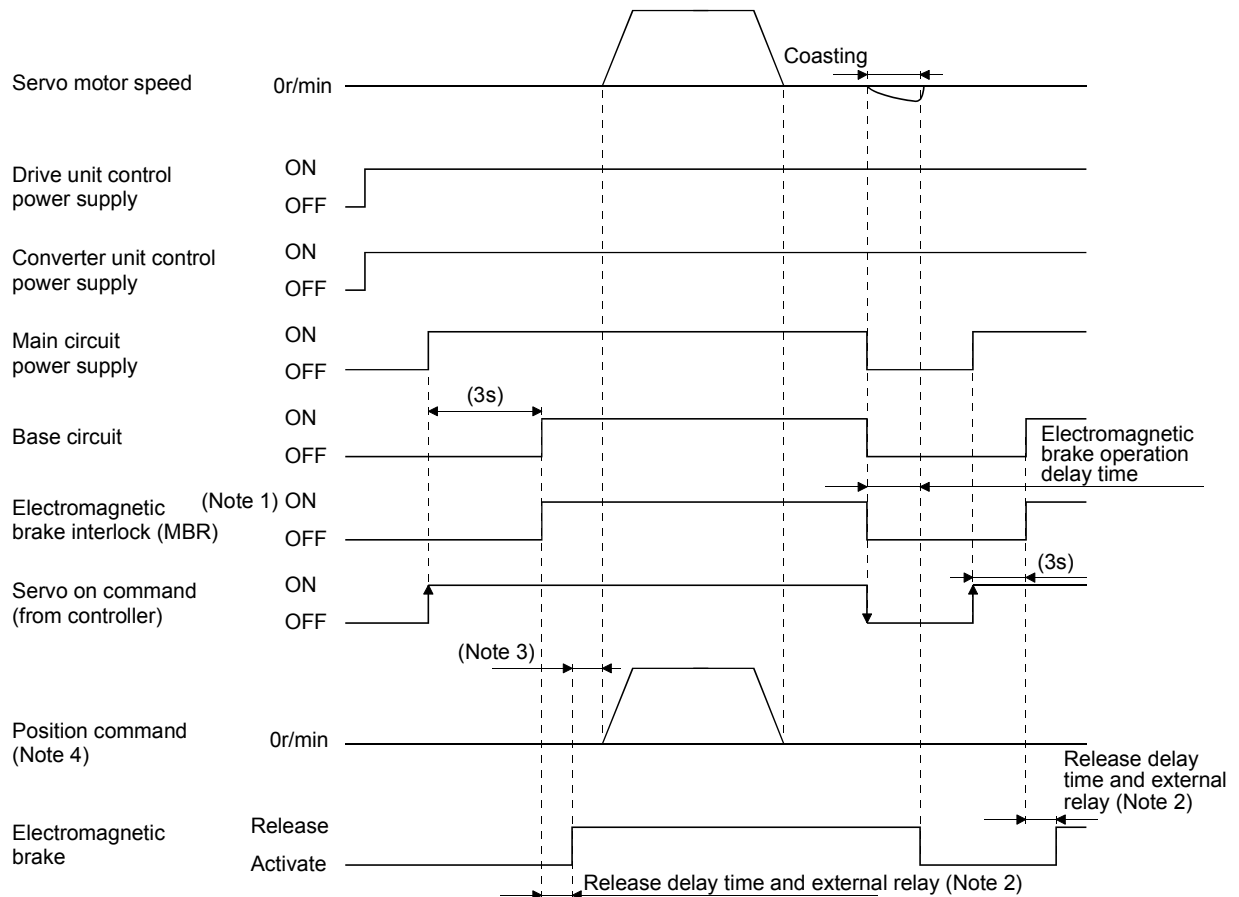 Coasting
Servo motor speed
0r/min
Drive unit control
power supply
ON
OFF
Converter unit control
power supply
ON
OFF
Main circuit
power supply
ON
OFF
(3s)
Base circuit
ON
OFF
Electromagnetic
brake operation
delay time
Electromagnetic
brake interlock (MBR)
(Note 1) ON
OFF
(3s)
Servo on command
(from controller)
ON
OFF
(Note 3)
Position command
(Note 4)
0r/min
Release delay
time and external
relay (Note 2)
Electromagnetic
brake
Release
Activate
Release delay time and external relay (Note 2)